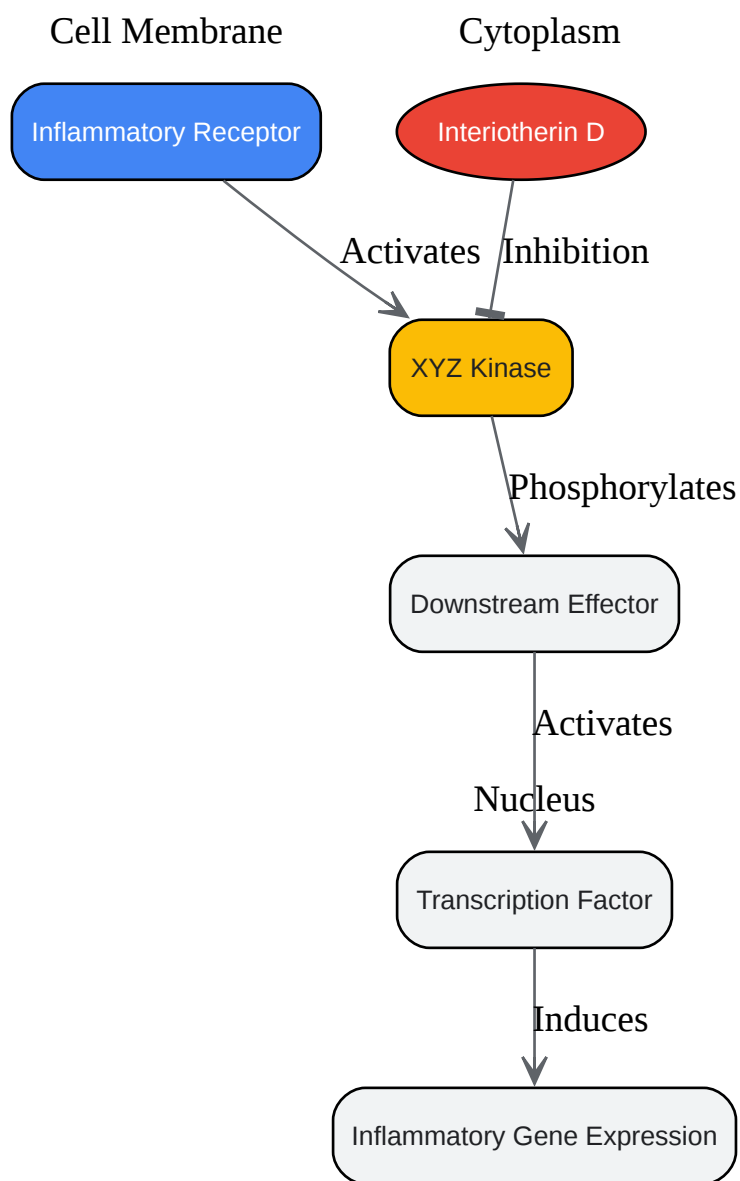 Cell Membrane
Cytoplasm
Inflammatory Receptor
Interiotherin D
Activates
Inhibition
XYZ Kinase
Phosphorylates
Downstream Effector
Activates
Nucleus
Transcription Factor
Induces
Inflammatory Gene Expression